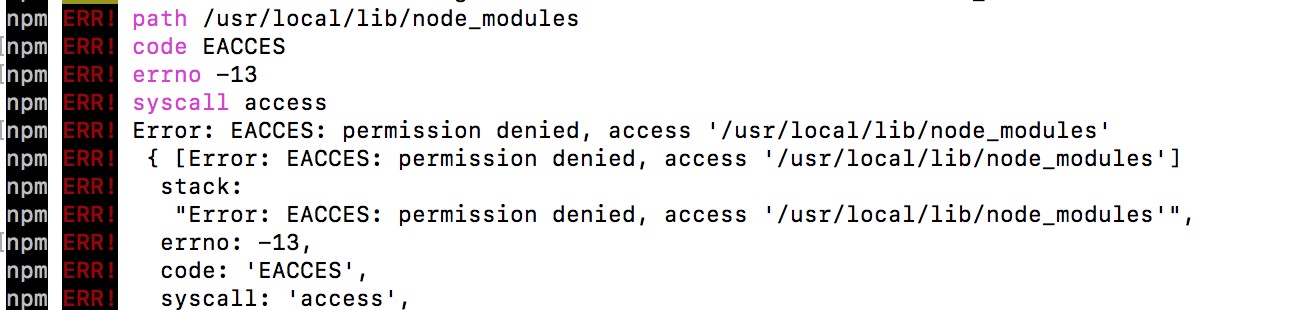 npm ERR! path /usr/local/lib/node_modules
npm ERR! code EACCES
npm ERR! errno -13
npm ERR! syscall access
npm ERR! Error: EACCES: permission denied, access '/usr/local/lib/node_modules'
npm ERR!  { [Error: EACCES: permission denied, access '/usr/local/lib/node_modules']
npm ERR!   stack:
npm ERR!    "Error: EACCES: permission denied, access '/usr/local/lib/node_modules'",
npm ERR!   errno: -13,
npm ERR!   code: 'EACCES',
npm ERR!   syscall: 'access',